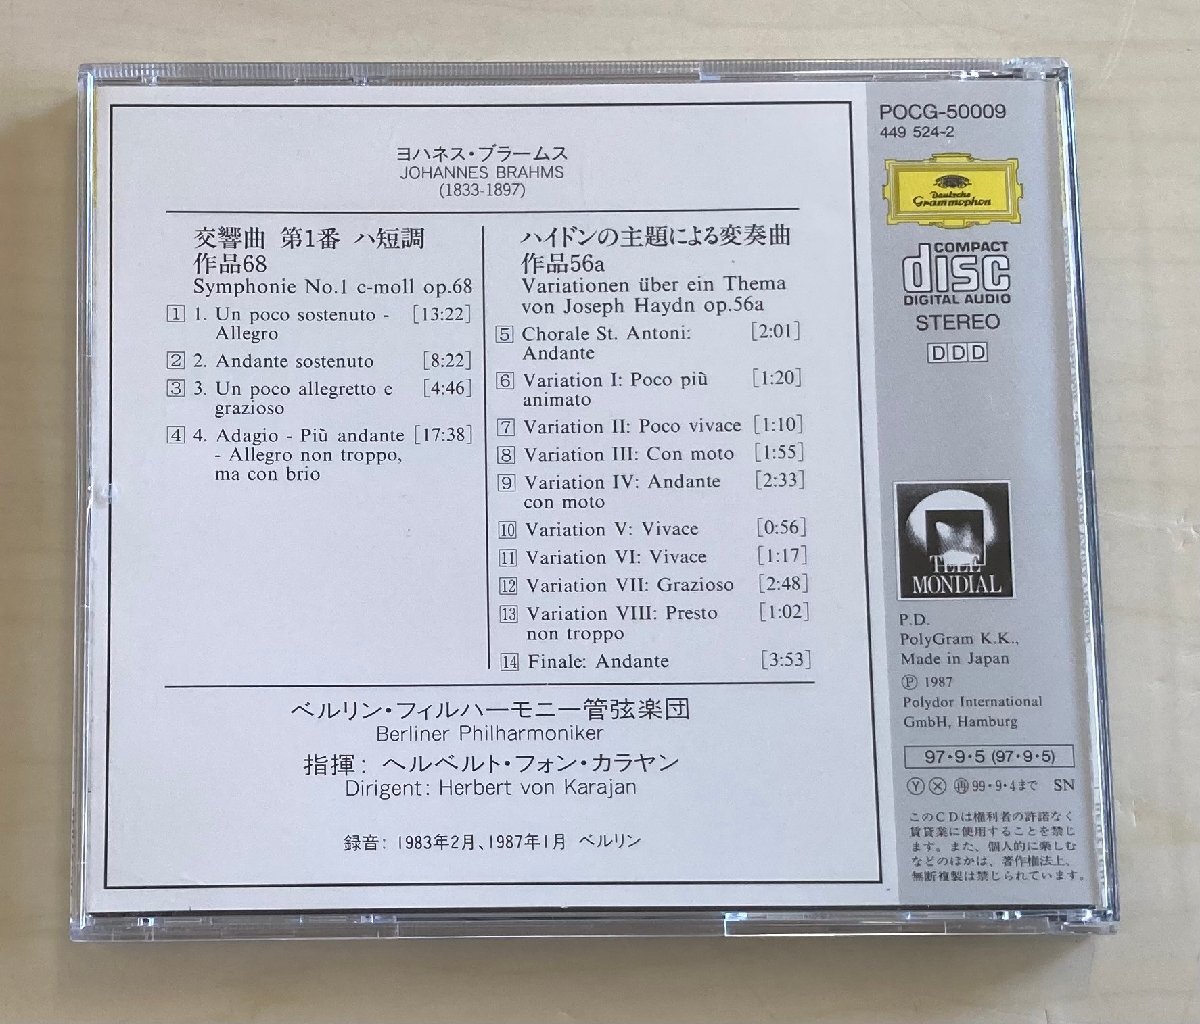 ヨハネス・ブラームス
JOHANNES BRAHMS
(1833-1897)
交響曲 第1番 ハ短調
作品68
Symphonie No.1 c-moll op.68
1 1. Un poco sostenuto - [13:22]
Allegro
2 2. Andante sostenuto [8:22]
3 3. Un poco allegretto e [4:46]
grazioso
4 4. Adagio - Più andante [17:38]
- Allegro non troppo,
ma con brio
ハイドンの主題による変奏曲
作品56a
Variationen über ein Thema
von Joseph Haydn op.56a
5 Chorale St. Antoni: [2:01]
Andante
6 Variation I: Poco più [1:20]
animato
7 Variation II: Poco vivace [1:10]
8 Variation III: Con moto [1:55]
9 Variation IV: Andante [2:33]
con moto
10 Variation V: Vivace [0:56]
11 Variation VI: Vivace [1:17]
12 Variation VII: Grazioso [2:48]
13 Variation VIII: Presto [1:02]
non troppo
14 Finale: Andante [3:53]
ベルリン・フィルハーモニー管弦楽団
Berliner Philharmoniker
指揮: ヘルベルト・フォン・カラヤン
Dirigent: Herbert von Karajan
録音: 1983年2月、1987年1月 ベルリン
POCG-50009
449 524-2
Deutsche
Grammophon
COMPACT
disc
DIGITAL AUDIO
STEREO
DDD
TELE
MONDIAL
P.D.
PolyGram K.K.,
Made in Japan
Ⓟ 1987
Polydor International
GmbH, Hamburg
97・9・5 (97・9・5)
Ⓨ Ⓧ 再 99・9・4まで SN
このCDは権利者の許諾なく
賃貸業に使用することを禁じ
ます。また、個人的に楽しむ
などのほかは、著作権法上、
無断複製は禁じられています。